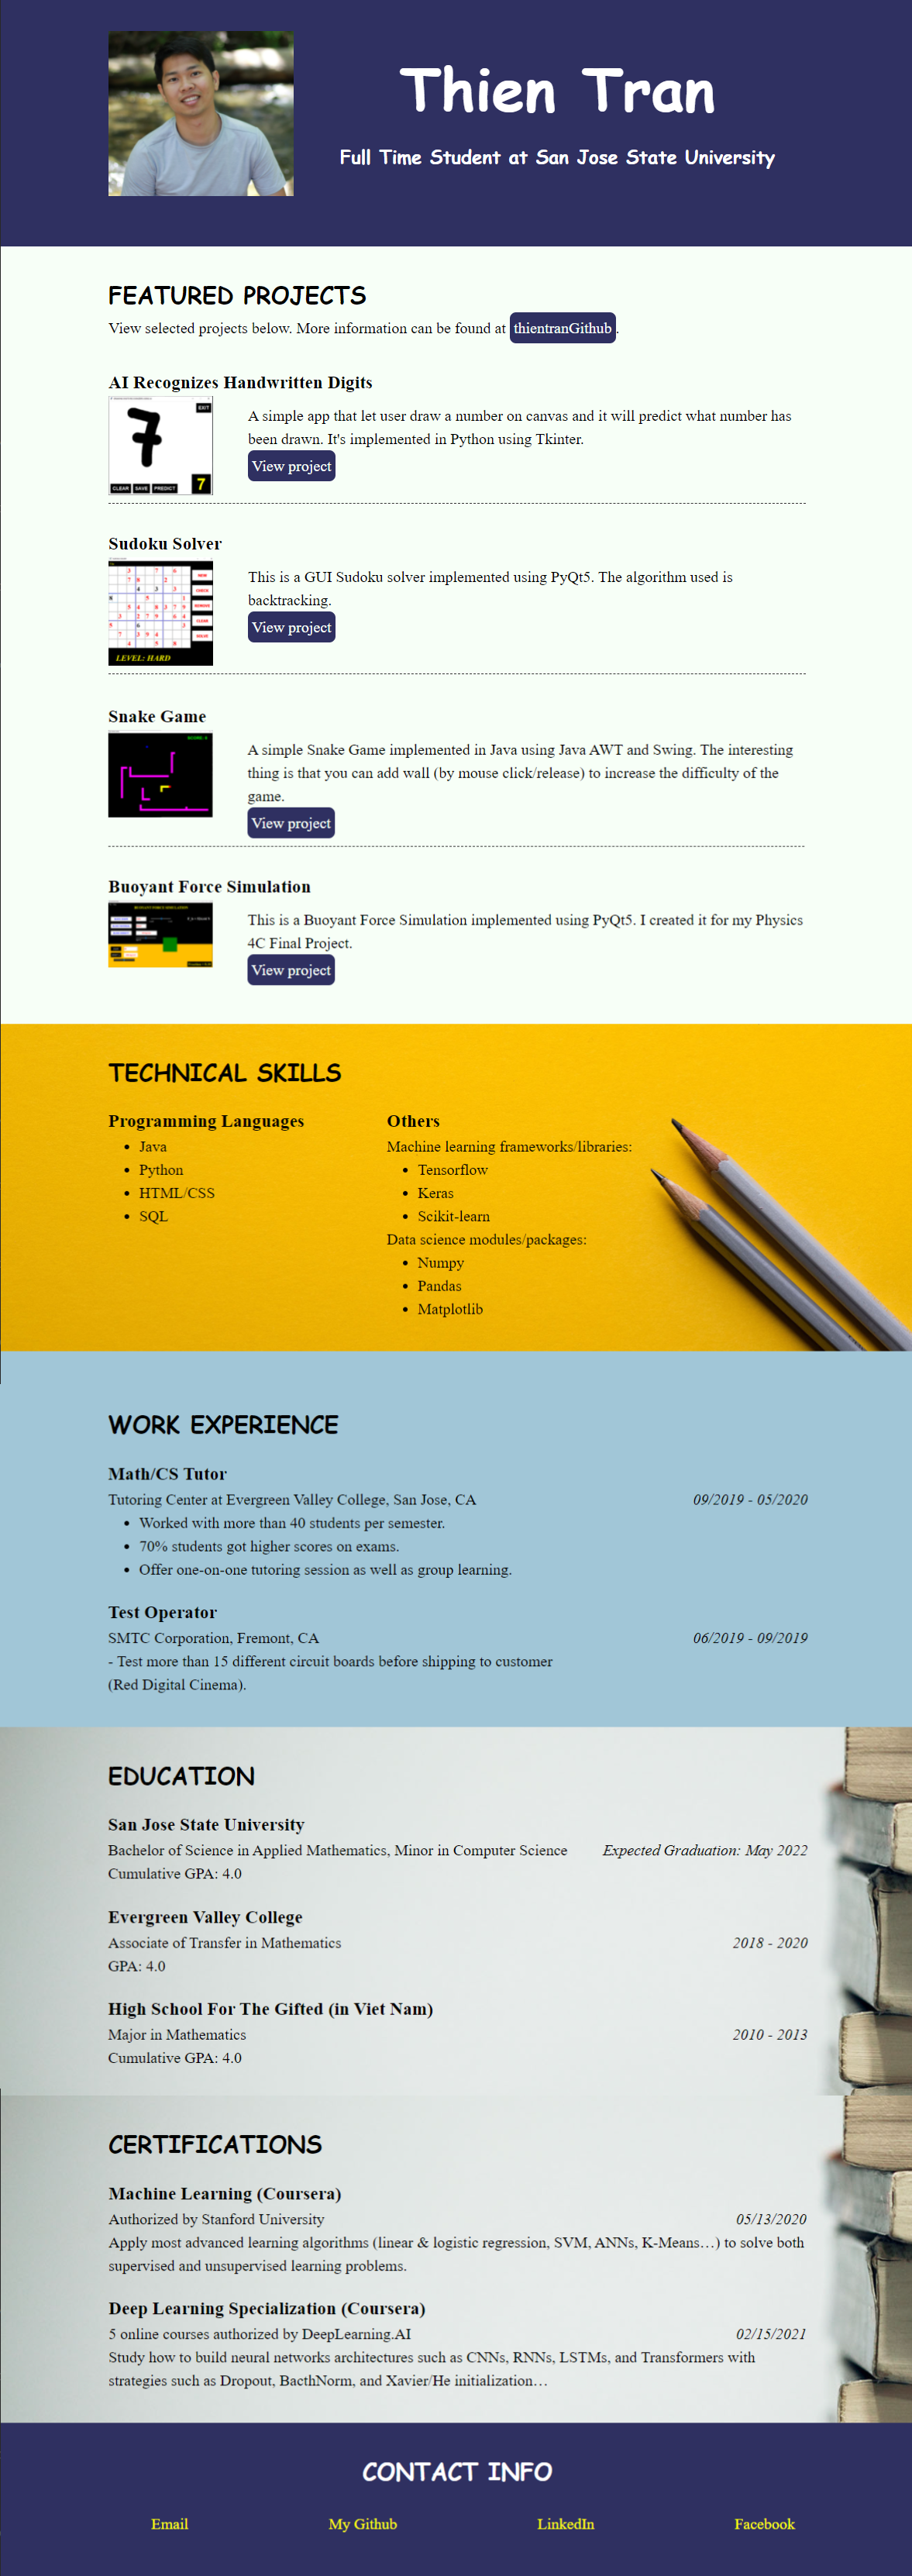 Thien Tran
Full Time Student at San Jose State University
FEATURED PROJECTS
View selected projects below. More information can be found at thientranGithub.
AI Recognizes Handwritten Digits
EXIT
7
A simple app that let user draw a number on canvas and it will predict what number has
been drawn. It's implemented in Python using Tkinter.
View project
CLEAR SAVE PREDICT 7
Sudoku Solver
This is a GUI Sudoku solver implemented using PyQt5. The algorithm used is
backtracking.
View project
LEVEL: HARD
Snake Game
A simple Snake Game implemented in Java using Java AWT and Swing. The interesting
thing is that you can add wall (by mouse click/release) to increase the difficulty of the
game.
View project
Buoyant Force Simulation
This is a Buoyant Force Simulation implemented using PyQt5. I created it for my Physics
4C Final Project.
View project
TECHNICAL SKILLS
Programming Languages
• Java
• Python
• HTML/CSS
• SQL
Others
Machine learning frameworks/libraries:
• Tensorflow
• Keras
• Scikit-learn
Data science modules/packages:
• Numpy
• Pandas
• Matplotlib
WORK EXPERIENCE
Math/CS Tutor
Tutoring Center at Evergreen Valley College, San Jose, CA 09/2019 - 05/2020
• Worked with more than 40 students per semester.
• 70% students got higher scores on exams.
• Offer one-on-one tutoring session as well as group learning.
Test Operator
SMTC Corporation, Fremont, CA 06/2019 - 09/2019
- Test more than 15 different circuit boards before shipping to customer
(Red Digital Cinema).
EDUCATION
San Jose State University
Bachelor of Science in Applied Mathematics, Minor in Computer Science Expected Graduation: May 2022
Cumulative GPA: 4.0
Evergreen Valley College
Associate of Transfer in Mathematics 2018 - 2020
GPA: 4.0
High School For The Gifted (in Viet Nam)
Major in Mathematics 2010 - 2013
Cumulative GPA: 4.0
CERTIFICATIONS
Machine Learning (Coursera)
Authorized by Stanford University 05/13/2020
Apply most advanced learning algorithms (linear & logistic regression, SVM, ANNs, K-Means…) to solve both
supervised and unsupervised learning problems.
Deep Learning Specialization (Coursera)
5 online courses authorized by DeepLearning.AI 02/15/2021
Study how to build neural networks architectures such as CNNs, RNNs, LSTMs, and Transformers with
strategies such as Dropout, BacthNorm, and Xavier/He initialization…
CONTACT INFO
Email My Github LinkedIn Facebook